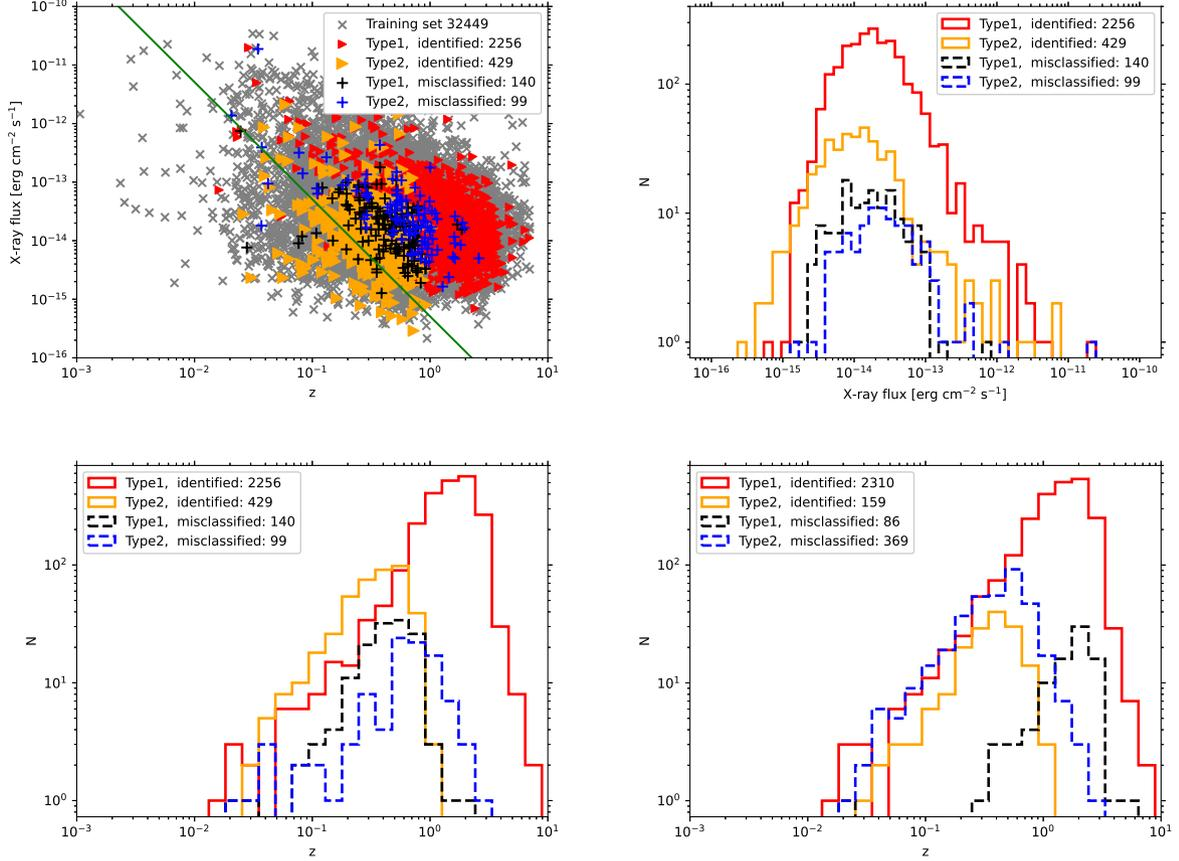 10⁻¹⁰
10⁻¹¹
10⁻¹²
10⁻¹³
10⁻¹⁴
10⁻¹⁵
10⁻¹⁶
X-ray flux [erg cm⁻² s⁻¹]
Training set 32449
Type1, identified: 2256
Type2, identified: 429
Type1, misclassified: 140
Type2, misclassified: 99
10⁻³ 10⁻² 10⁻¹ 10⁰ 10¹
z
10²
10¹
10⁰
N
Type1, identified: 2256
Type2, identified: 429
Type1, misclassified: 140
Type2, misclassified: 99
10⁻¹⁶ 10⁻¹⁵ 10⁻¹⁴ 10⁻¹³ 10⁻¹² 10⁻¹¹ 10⁻¹⁰
X-ray flux [erg cm⁻² s⁻¹]
10²
10¹
10⁰
N
Type1, identified: 2256
Type2, identified: 429
Type1, misclassified: 140
Type2, misclassified: 99
10⁻³ 10⁻² 10⁻¹ 10⁰ 10¹
z
10²
10¹
10⁰
N
Type1, identified: 2310
Type2, identified: 159
Type1, misclassified: 86
Type2, misclassified: 369
10⁻³ 10⁻² 10⁻¹ 10⁰ 10¹
z